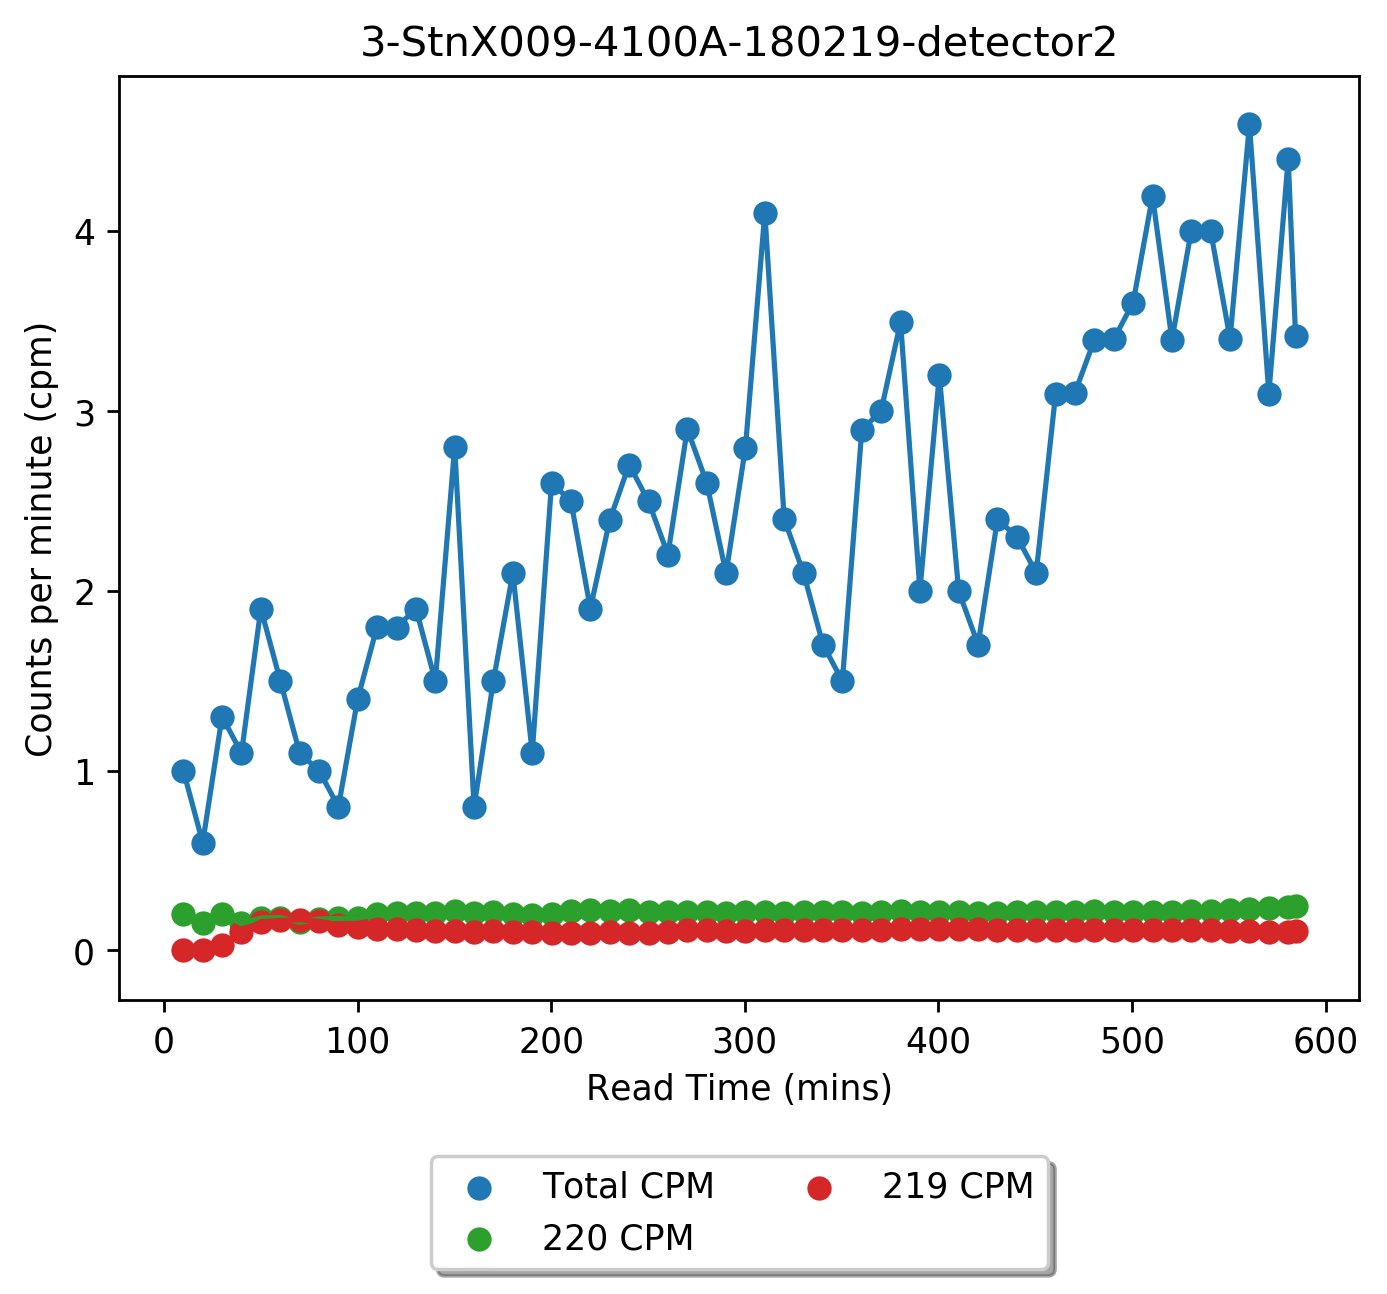 3-StnX009-4100A-180219-detector2
Counts per minute (cpm)
4
3
2
1
0
0 100 200 300 400 500 600
Read Time (mins)
Total CPM 219 CPM
220 CPM